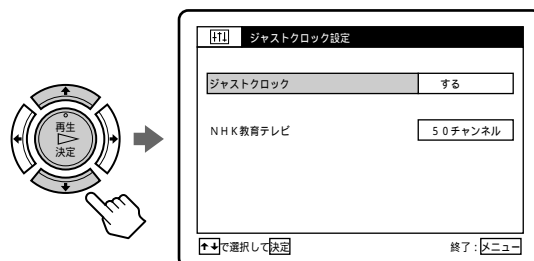 ジャストクロック設定
ジャストクロック する
NHK教育テレビ 50チャンネル
再生
決定
で選択して決定 終了:メニュー